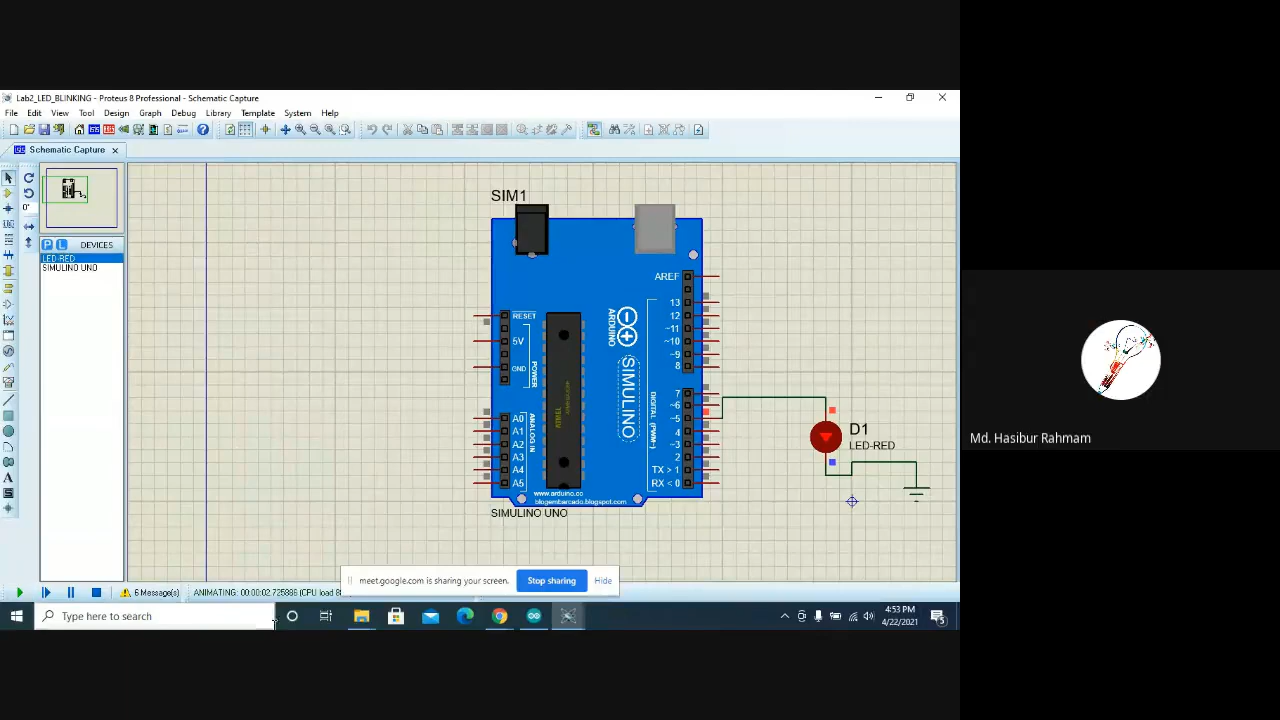 Lab2_LED_BLINKING - Proteus 8 Professional - Schematic Capture
File Edit View Tool Design Graph Debug Library Template System Help
Schematic Capture
0°
P L DEVICES
LED-RED
SIMULINO UNO
SIM1
AREF
13
12
~11
~10
~9
8
7
~6
~5
4
~3
2
TX > 1
RX < 0
RESET
5V
GND
POWER
A0
A1
A2
A3
A4
A5
ANALOG IN
ARDUINO
SIMULINO
DIGITAL (PWM~)
www.arduino.cc
blogembarcado.blogspot.com
SIMULINO UNO
D1
LED-RED
Md. Hasibur Rahmam
meet.google.com is sharing your screen. Stop sharing Hide
6 Message(s) ANIMATING: 00:00:02.725886 (CPU load
Type here to search
4:53 PM
4/22/2021
5